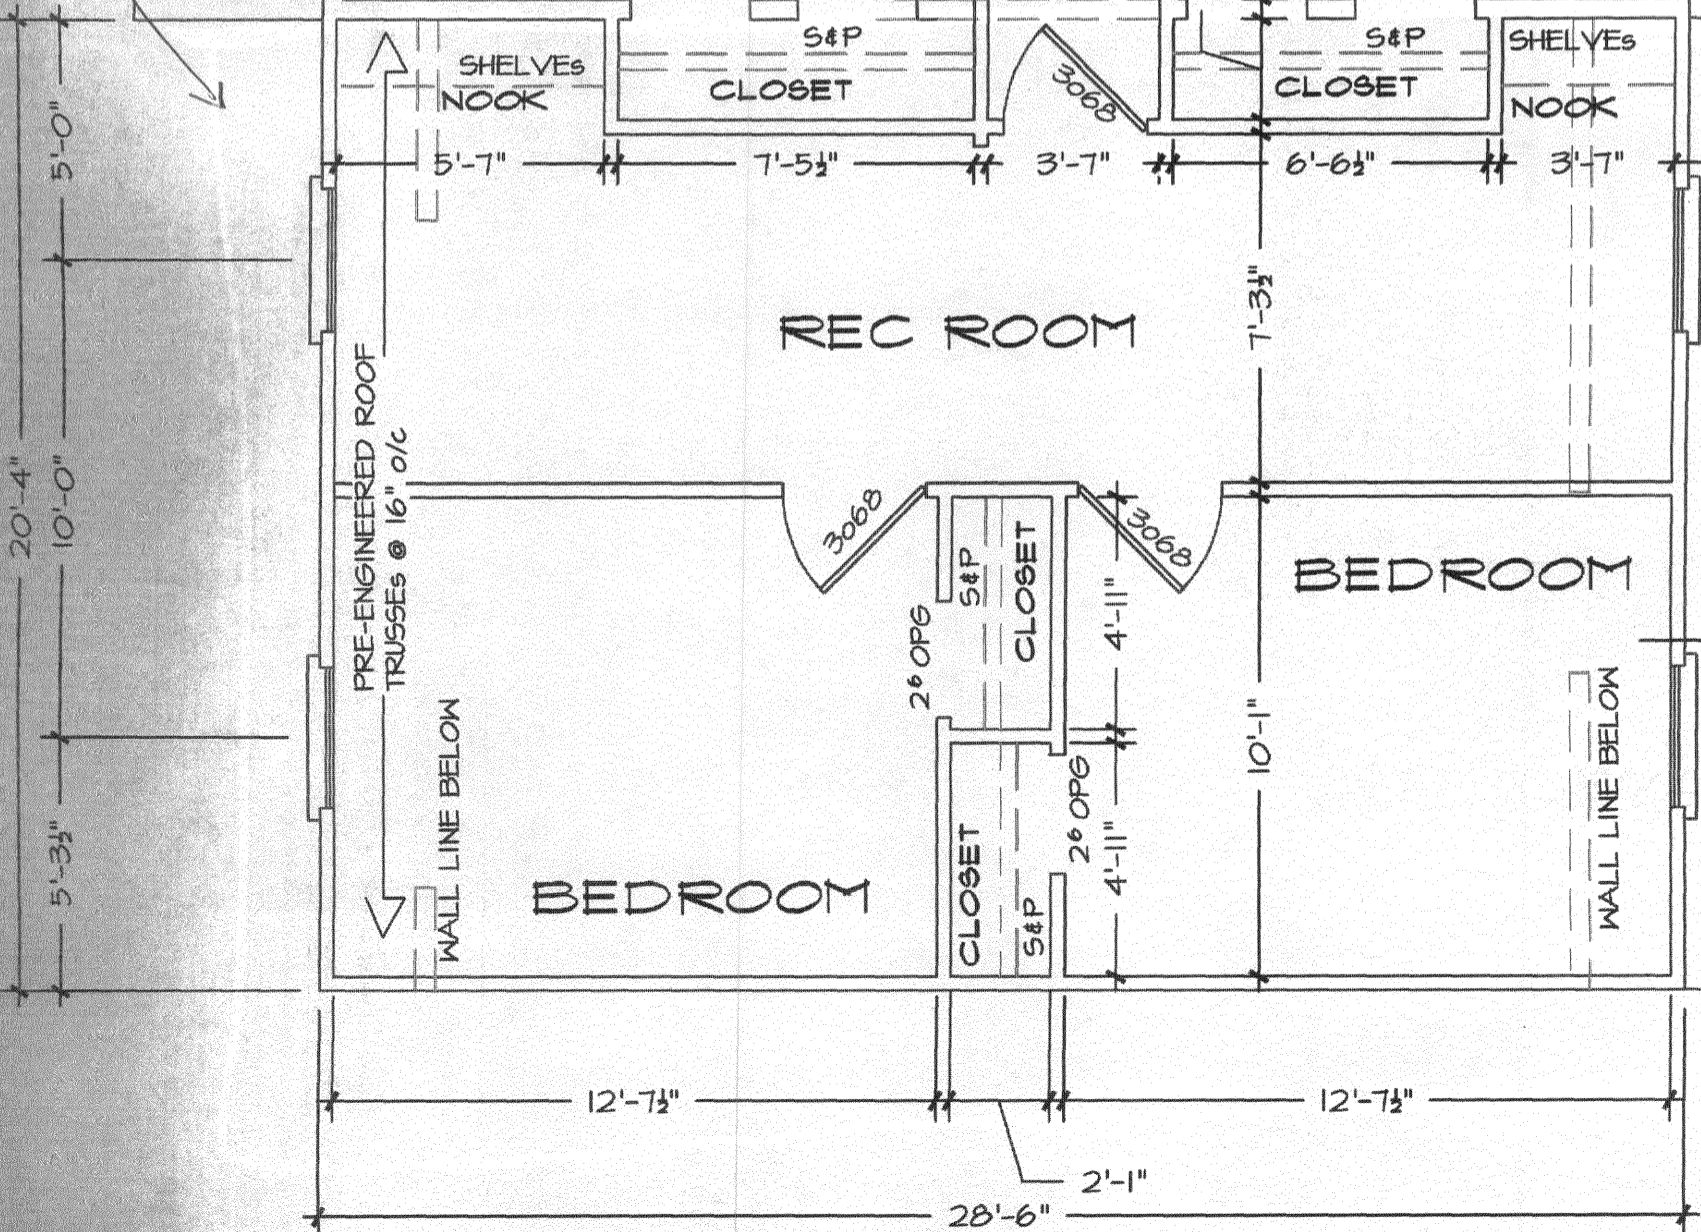 S&P
S&P
SHELVES
SHELVES
CLOSET
3068
CLOSET
NOOK
NOOK
5'-0"
5'-7"
7'-5½"
3'-7"
6'-6½"
3'-7"
7'-3½"
REC ROOM
PRE-ENGINEERED ROOF
TRUSSES @ 16" O/C
20'-4"
10'-0"
3068
3068
S&P
CLOSET
BEDROOM
4'-11"
2⁶ OPG
10'-1"
WALL LINE BELOW
WALL LINE BELOW
5'-3½"
BEDROOM
CLOSET
S&P
2⁶ OPG
4'-11"
12'-7½"
12'-7½"
2'-1"
28'-6"